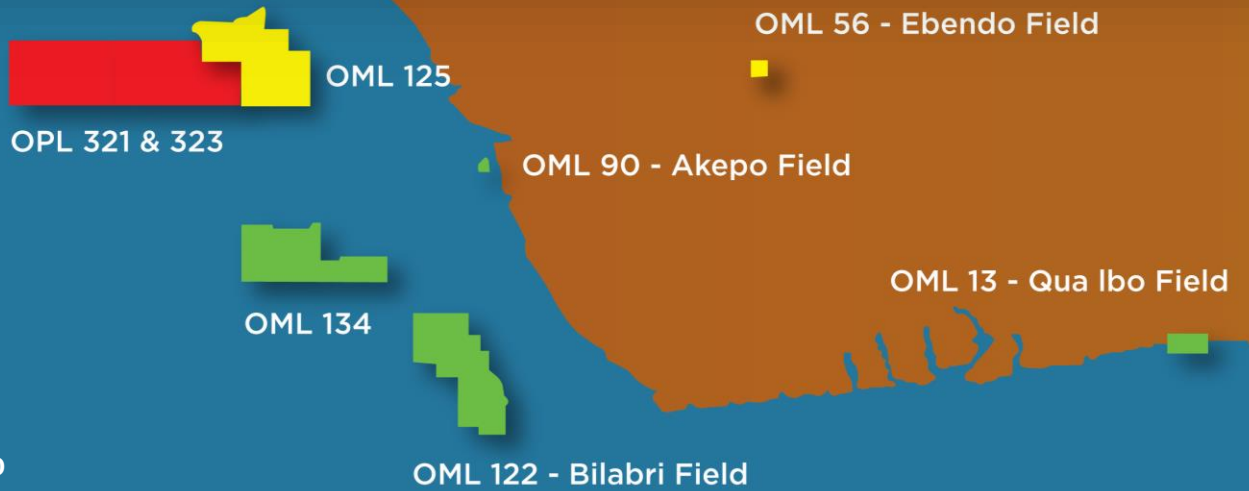 OML 56 - Ebendo Field
OML 125
OPL 321 & 323
OML 90 - Akepo Field
OML 13 - Qua Ibo Field
OML 134
OML 122 - Bilabri Field